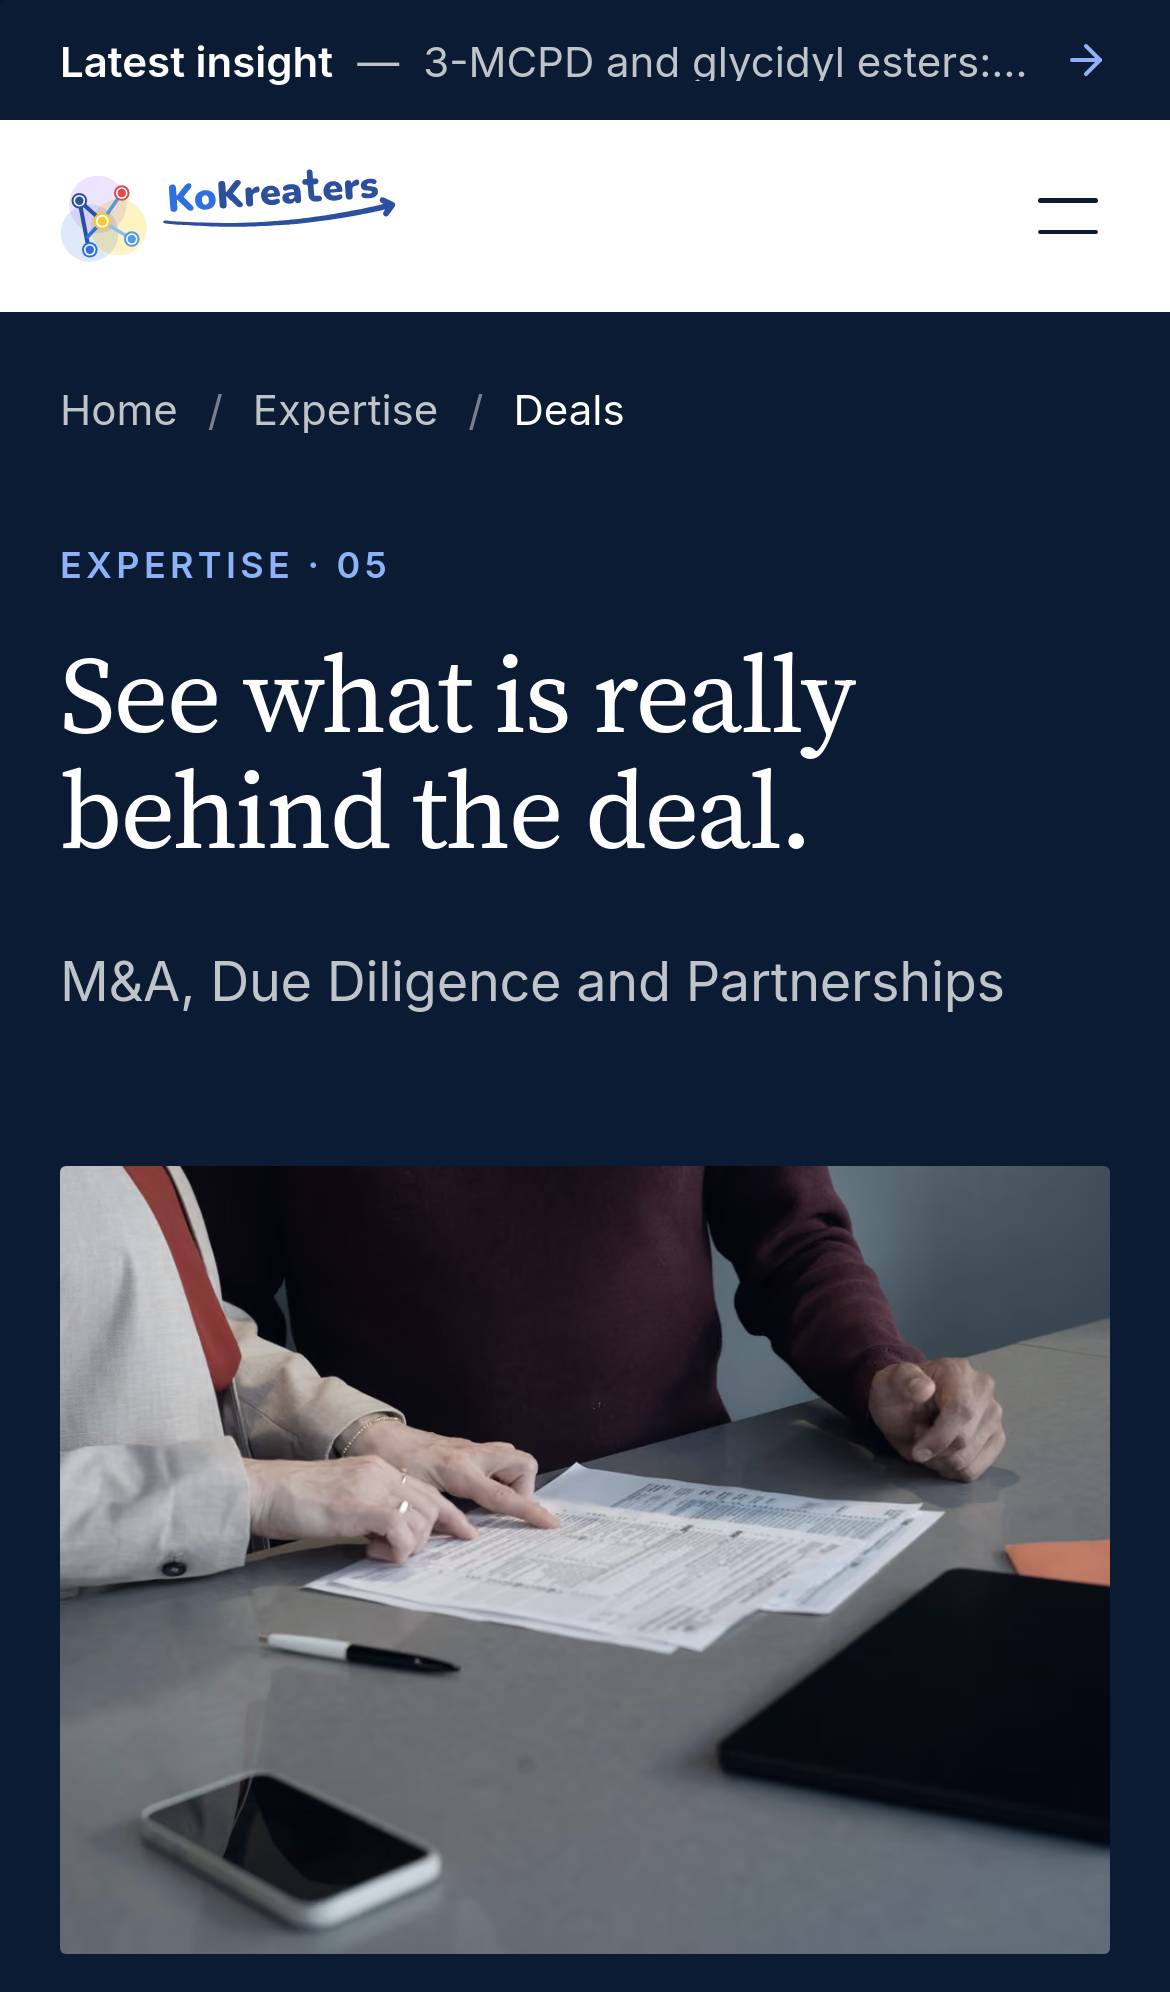 Latest insight — 3-MCPD and glycidyl esters:...
KoKreaters
Home / Expertise / Deals
EXPERTISE · 05
See what is really
behind the deal.
M&A, Due Diligence and Partnerships